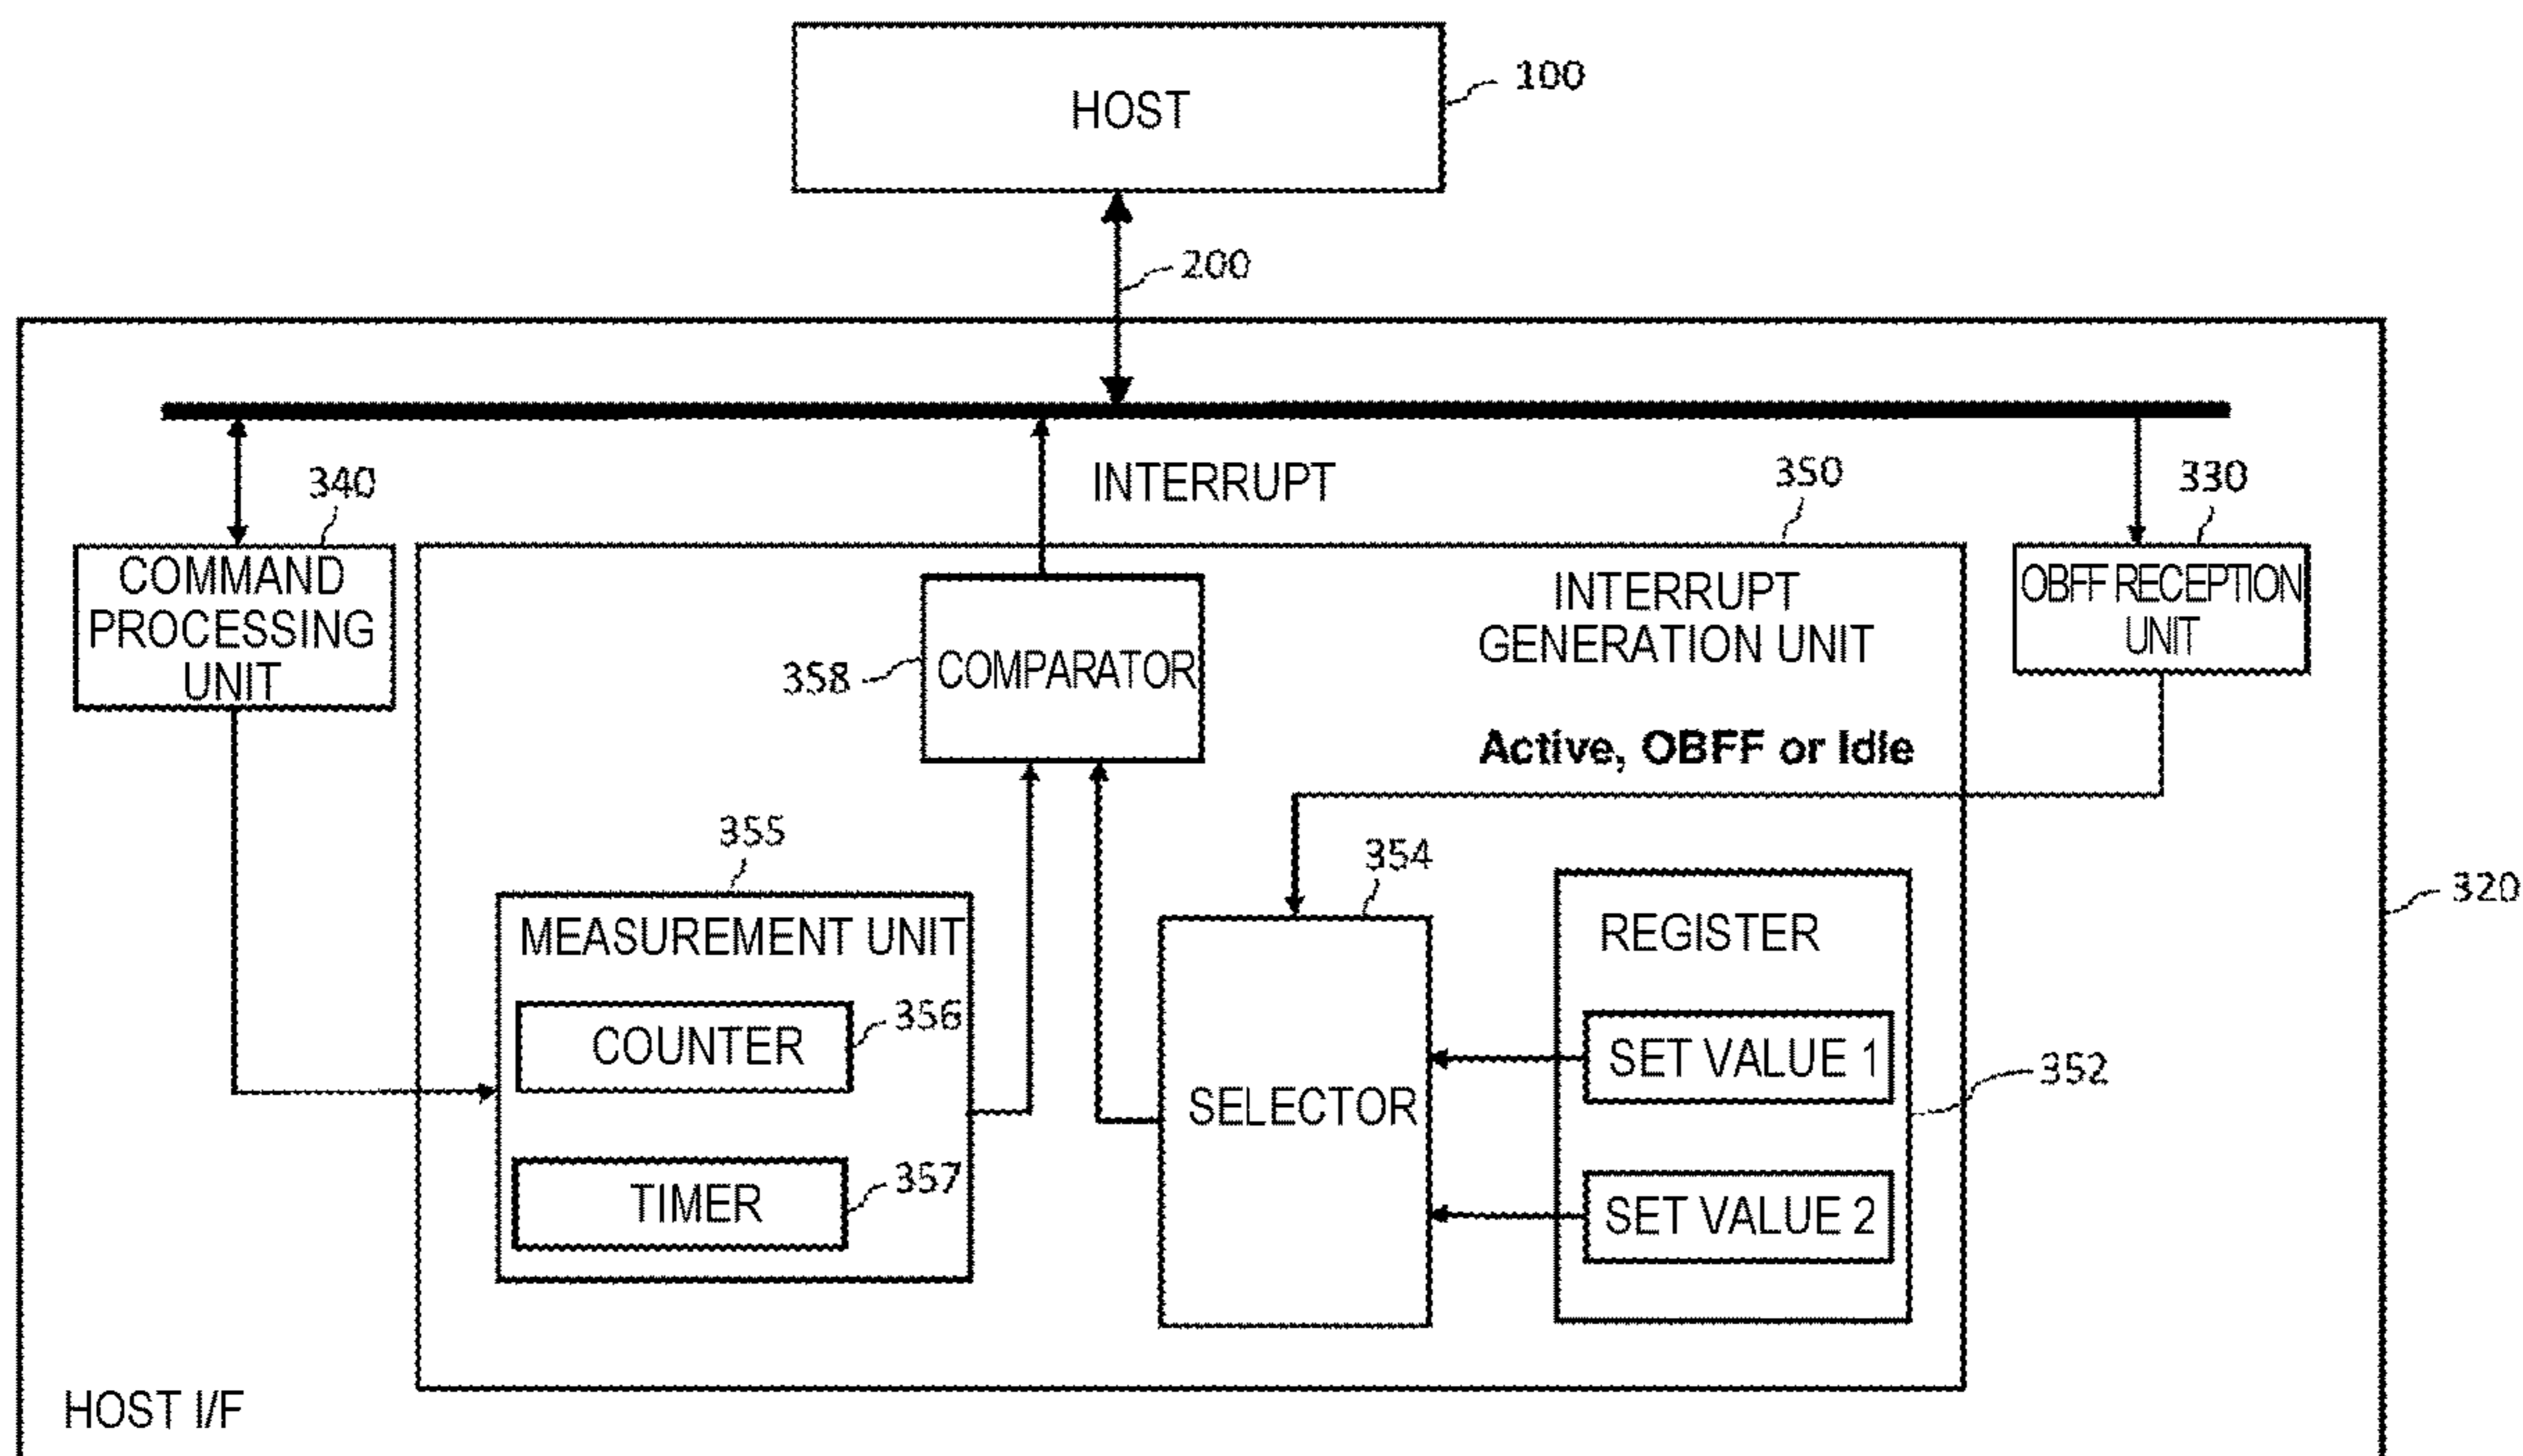 HOST
100
200
INTERRUPT
340
350
330
COMMAND
PROCESSING
UNIT
358
COMPARATOR
INTERRUPT
GENERATION UNIT
OBFF RECEPTION
UNIT
Active, OBFF or Idle
355
354
320
MEASUREMENT UNIT
COUNTER
356
TIMER
357
SELECTOR
REGISTER
SET VALUE 1
352
SET VALUE 2
HOST I/F